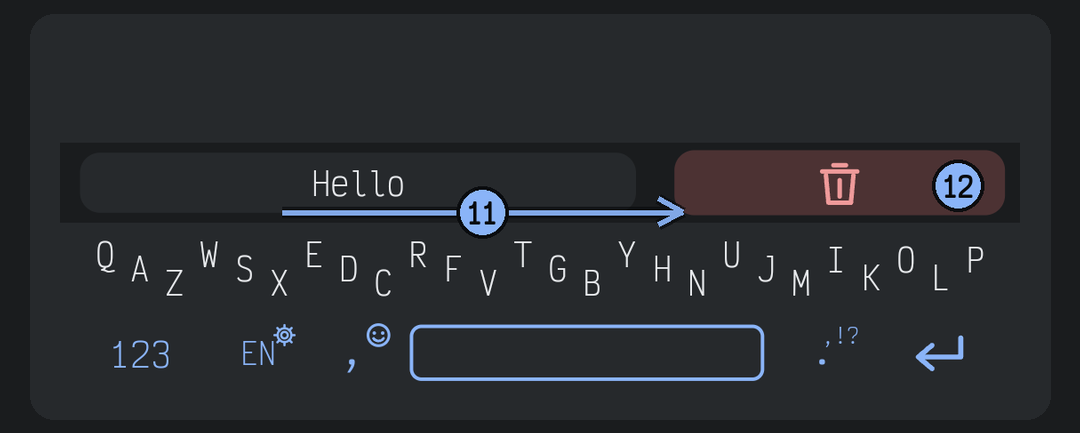 Hello
12
11
Q A Z W S X E D C R F V T G B Y H N U J M I K O L P
123 EN , . ,!?